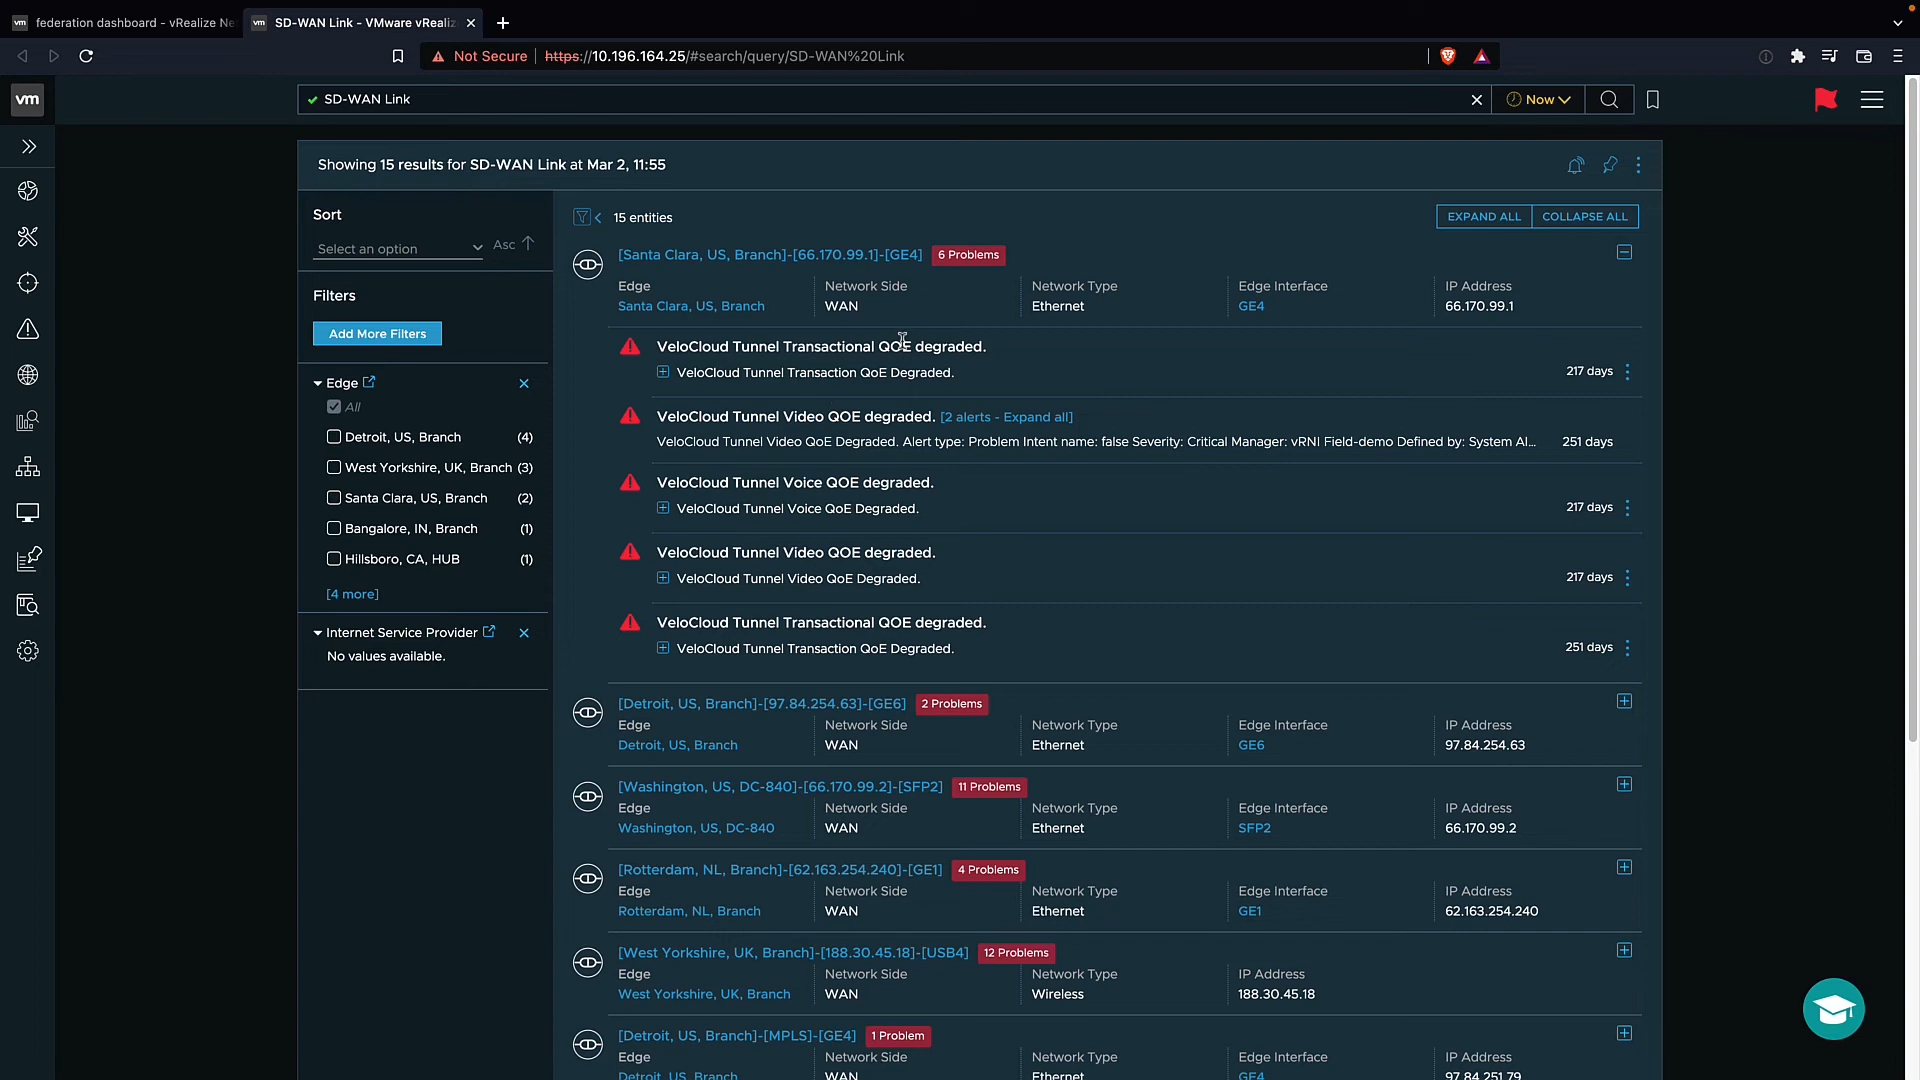 federation dashboard - vRealize Ne
SD-WAN Link - VMware vRealiz
Not Secure
https://10.196.164.25/#search/query/SD-WAN%20Link
vm
SD-WAN Link
Now
Showing 15 results for SD-WAN Link at Mar 2, 11:55
Sort
Select an option
Asc
Filters
Add More Filters
Edge
All
Detroit, US, Branch (4)
West Yorkshire, UK, Branch (3)
Santa Clara, US, Branch (2)
Bangalore, IN, Branch (1)
Hillsboro, CA, HUB (1)
[4 more]
Internet Service Provider
No values available.
15 entities
EXPAND ALL
COLLAPSE ALL
[Santa Clara, US, Branch]-[66.170.99.1]-[GE4] 6 Problems
Edge Network Side Network Type Edge Interface IP Address
Santa Clara, US, Branch WAN Ethernet GE4 66.170.99.1
VeloCloud Tunnel Transactional QOE degraded.
VeloCloud Tunnel Transaction QoE Degraded. 217 days
VeloCloud Tunnel Video QOE degraded. [2 alerts - Expand all]
VeloCloud Tunnel Video QoE Degraded. Alert type: Problem Intent name: false Severity: Critical Manager: vRNI Field-demo Defined by: System Al... 251 days
VeloCloud Tunnel Voice QOE degraded.
VeloCloud Tunnel Voice QoE Degraded. 217 days
VeloCloud Tunnel Video QOE degraded.
VeloCloud Tunnel Video QoE Degraded. 217 days
VeloCloud Tunnel Transactional QOE degraded.
VeloCloud Tunnel Transaction QoE Degraded. 251 days
[Detroit, US, Branch]-[97.84.254.63]-[GE6] 2 Problems
Edge Network Side Network Type Edge Interface IP Address
Detroit, US, Branch WAN Ethernet GE6 97.84.254.63
[Washington, US, DC-840]-[66.170.99.2]-[SFP2] 11 Problems
Edge Network Side Network Type Edge Interface IP Address
Washington, US, DC-840 WAN Ethernet SFP2 66.170.99.2
[Rotterdam, NL, Branch]-[62.163.254.240]-[GE1] 4 Problems
Edge Network Side Network Type Edge Interface IP Address
Rotterdam, NL, Branch WAN Ethernet GE1 62.163.254.240
[West Yorkshire, UK, Branch]-[188.30.45.18]-[USB4] 12 Problems
Edge Network Side Network Type IP Address
West Yorkshire, UK, Branch WAN Wireless 188.30.45.18
[Detroit, US, Branch]-[MPLS]-[GE4] 1 Problem
Edge Network Side Network Type Edge Interface IP Address
Detroit, US, Branch WAN Ethernet GE4 97.84.251.79